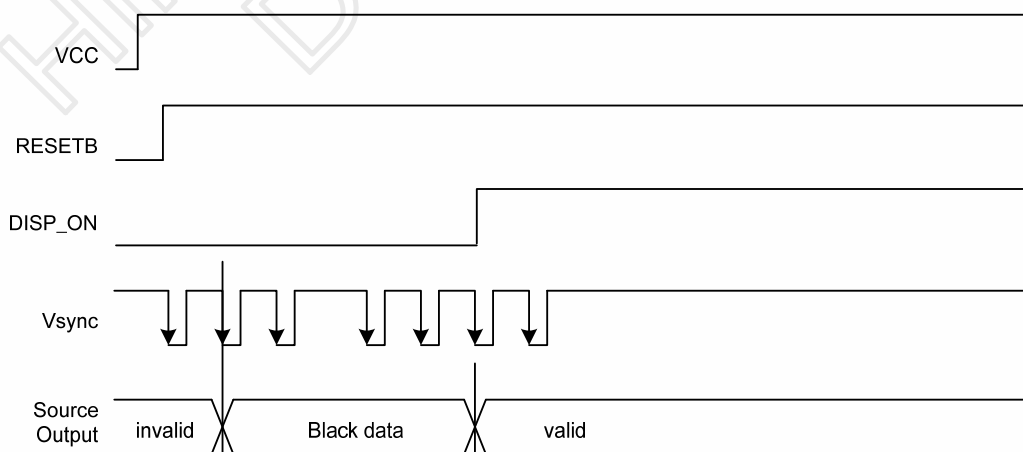 VCC
RESETB
DISP_ON
Vsync
Source
Output
invalid
Black data
valid